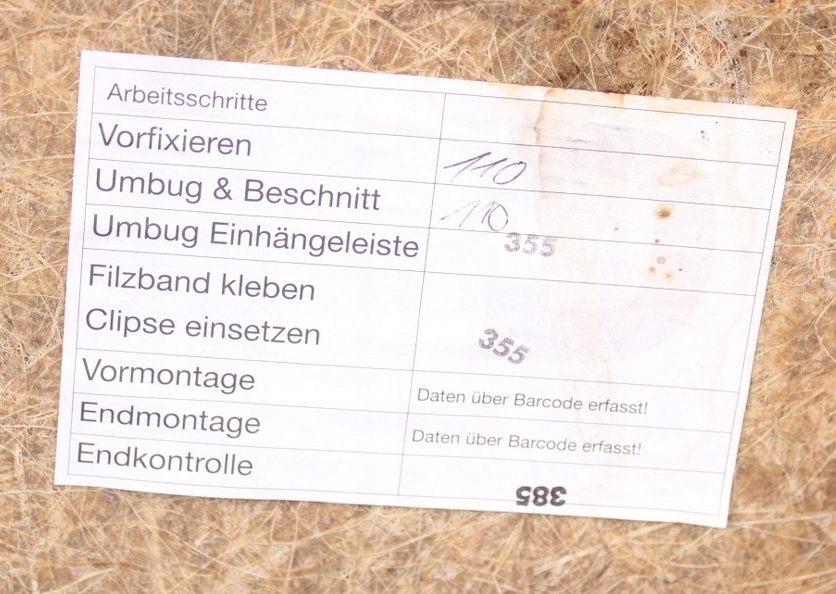 Arbeitsschritte
Vorfixieren 110
Umbug & Beschnitt 110
Umbug Einhängeleiste 355
Filzband kleben
Clipse einsetzen 355
Vormontage Daten über Barcode erfasst!
Endmontage Daten über Barcode erfasst!
Endkontrolle 385